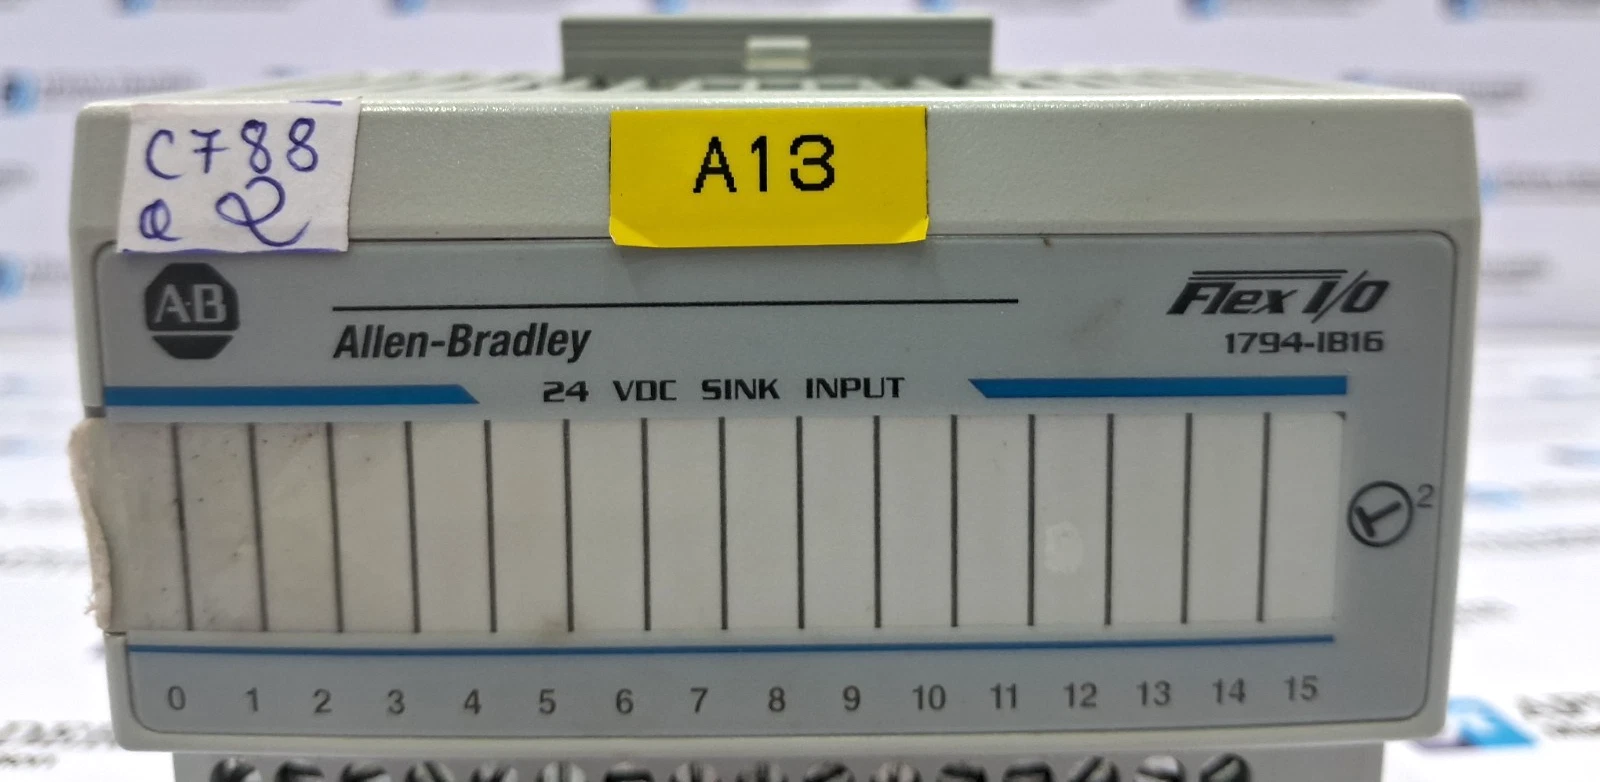 C788
Q 2
A13
A-B
Allen-Bradley
Flex I/O
1794-IB16
24 VDC SINK INPUT
2
0 1 2 3 4 5 6 7 8 9 10 11 12 13 14 15